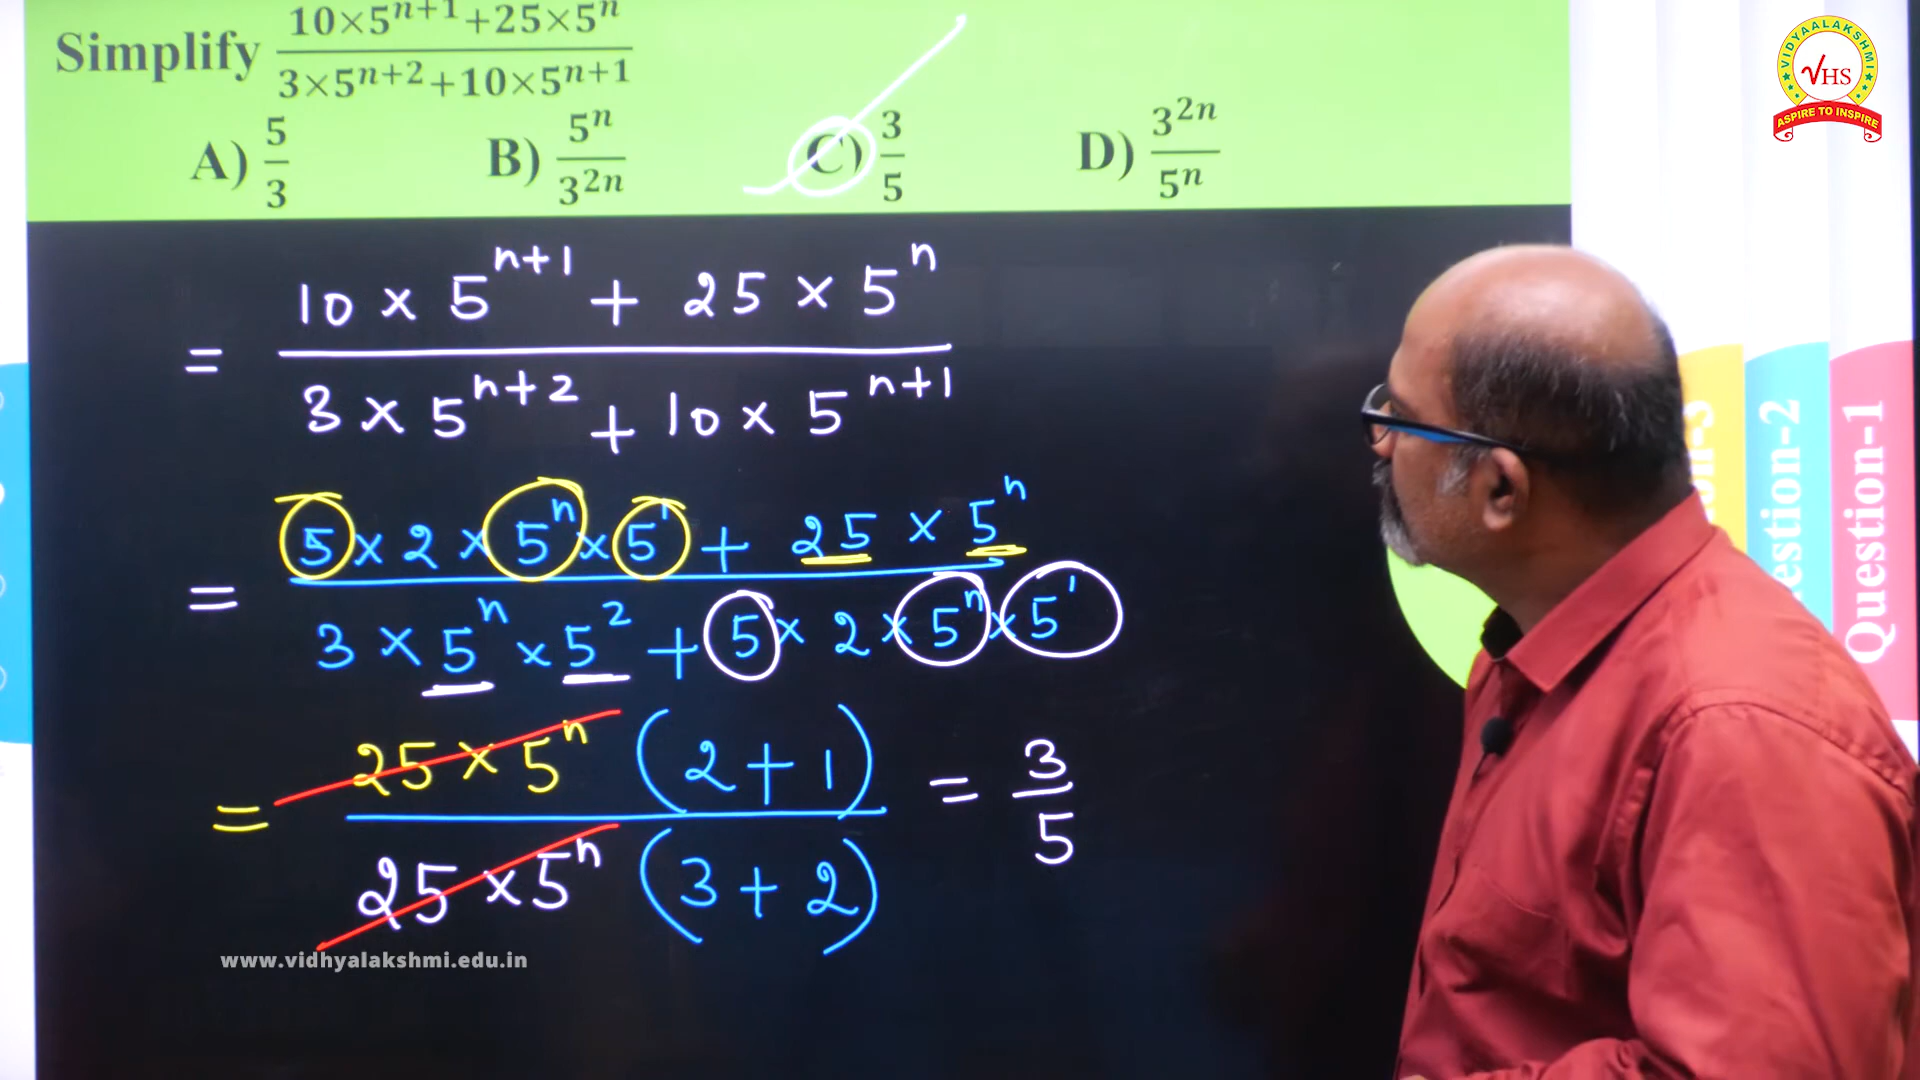 Simplify (10×5^{n+1}+25×5^n)/(3×5^{n+2}+10×5^{n+1})
A) 5/3 B) 5^n/3^{2n} C) 3/5 D) 3^{2n}/5^n
= (10 × 5^{n+1} + 25 × 5^n)/(3 × 5^{n+2} + 10 × 5^{n+1})
= (5 × 2 × 5^n × 5^1 + 25 × 5^n)/(3 × 5^n × 5^2 + 5 × 2 × 5^n × 5^1)
= (25 × 5^n (2+1))/(25 × 5^n (3+2)) = 3/5
www.vidhyalakshmi.edu.in
VIDYAALAKSHMI
VHS
ASPIRE TO INSPIRE
on-3
estion-2
Question-1